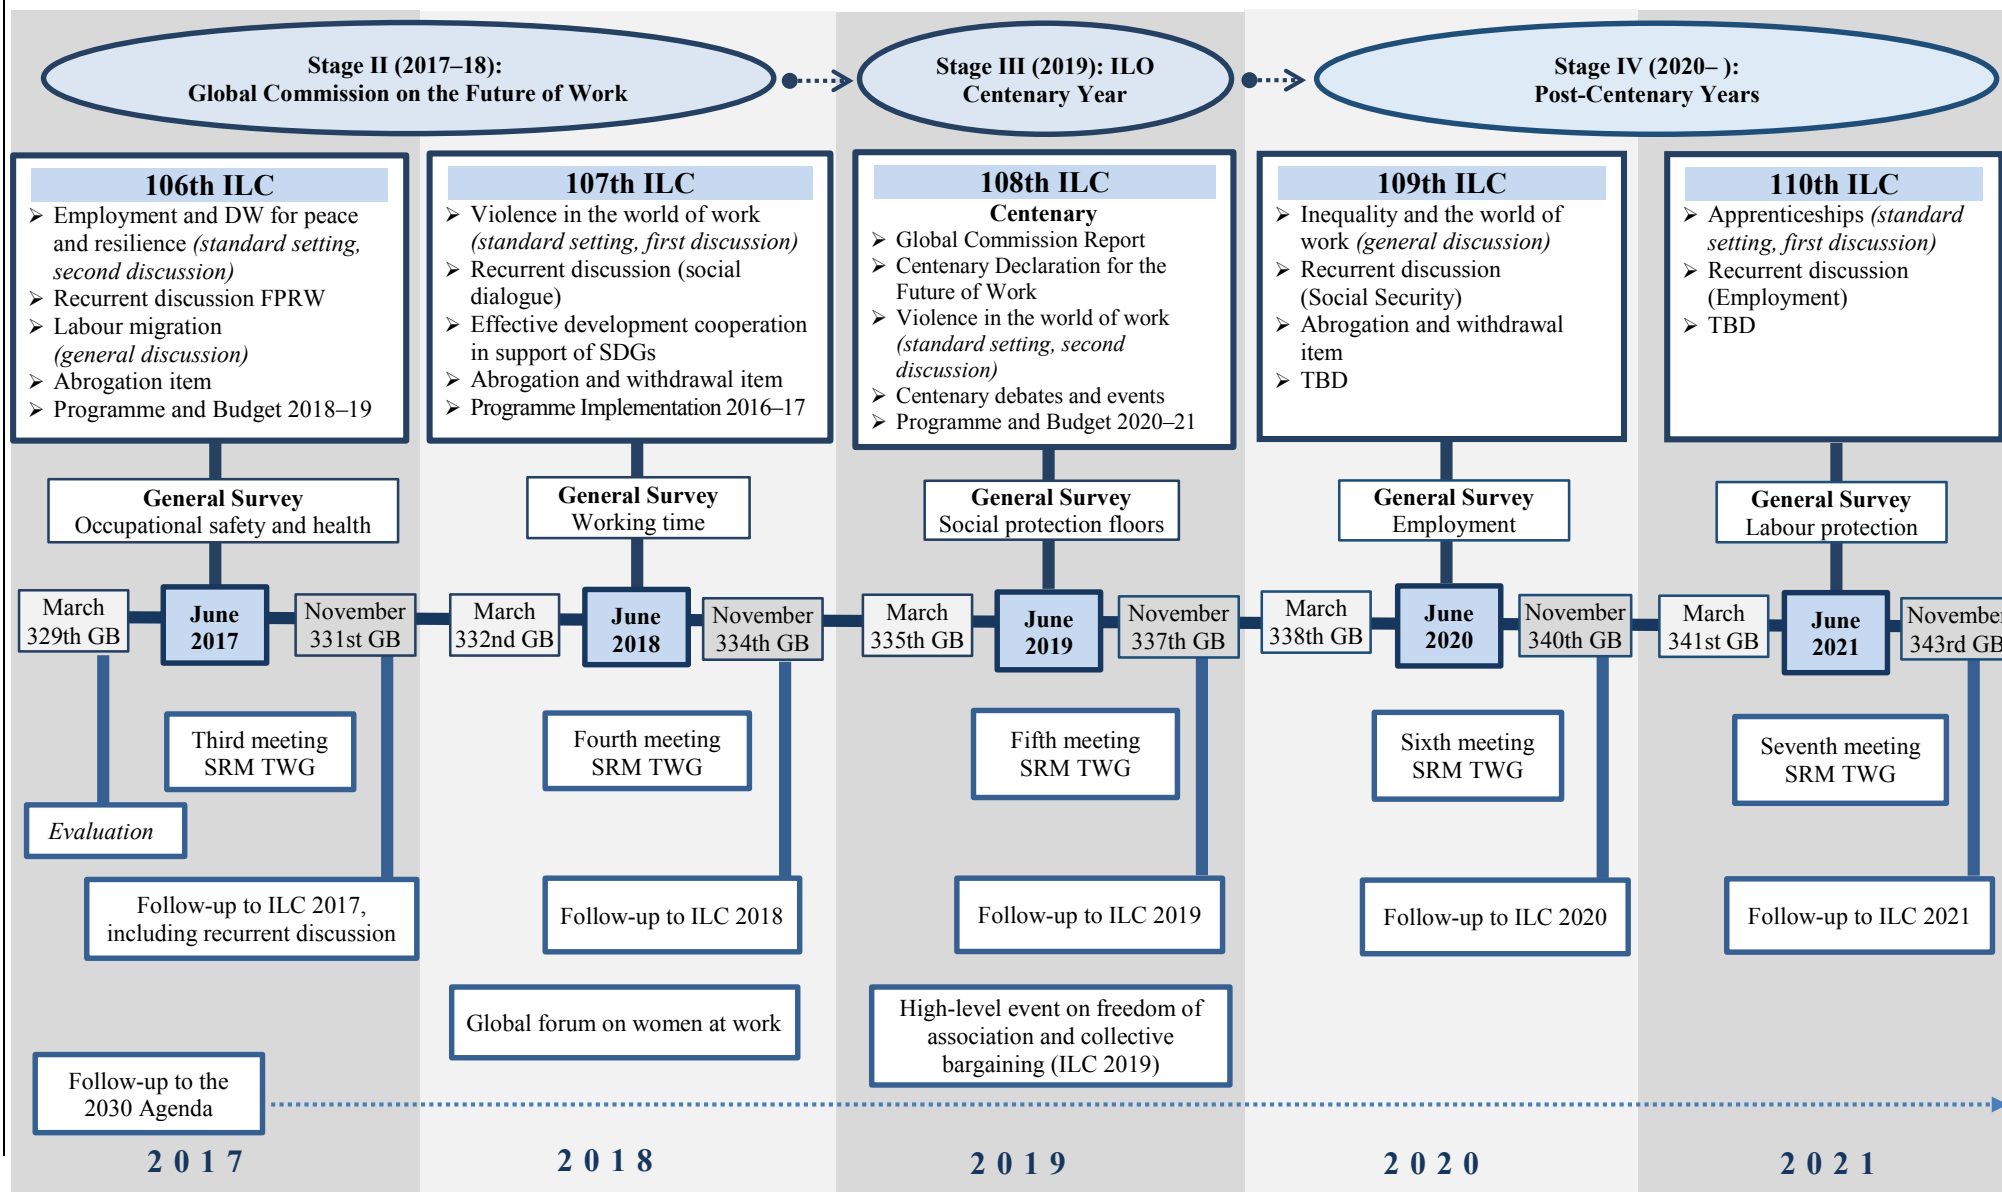 Stage II (2017–18):
Global Commission on the Future of Work
Stage III (2019): ILO
Centenary Year
Stage IV (2020– ):
Post-Centenary Years
106th ILC
➢ Employment and DW for peace
and resilience (standard setting,
second discussion)
➢ Recurrent discussion FPRW
➢ Labour migration
(general discussion)
➢ Abrogation item
➢ Programme and Budget 2018–19
107th ILC
➢ Violence in the world of work
(standard setting, first discussion)
➢ Recurrent discussion (social
dialogue)
➢ Effective development cooperation
in support of SDGs
➢ Abrogation and withdrawal item
➢ Programme Implementation 2016–17
108th ILC
Centenary
➢ Global Commission Report
➢ Centenary Declaration for the
Future of Work
➢ Violence in the world of work
(standard setting, second
discussion)
➢ Centenary debates and events
➢ Programme and Budget 2020–21
109th ILC
➢ Inequality and the world of
work (general discussion)
➢ Recurrent discussion
(Social Security)
➢ Abrogation and withdrawal
item
➢ TBD
110th ILC
➢ Apprenticeships (standard
setting, first discussion)
➢ Recurrent discussion
(Employment)
➢ TBD
General Survey
Occupational safety and health
General Survey
Working time
General Survey
Social protection floors
General Survey
Employment
General Survey
Labour protection
March
329th GB
June
2017
November
331st GB
March
332nd GB
June
2018
November
334th GB
March
335th GB
June
2019
November
337th GB
March
338th GB
June
2020
November
340th GB
March
341st GB
June
2021
November
343rd GB
Third meeting
SRM TWG
Fourth meeting
SRM TWG
Fifth meeting
SRM TWG
Sixth meeting
SRM TWG
Seventh meeting
SRM TWG
Evaluation
Follow-up to ILC 2017,
including recurrent discussion
Follow-up to ILC 2018
Follow-up to ILC 2019
Follow-up to ILC 2020
Follow-up to ILC 2021
Global forum on women at work
High-level event on freedom of
association and collective
bargaining (ILC 2019)
Follow-up to the
2030 Agenda
2017
2018
2019
2020
2021